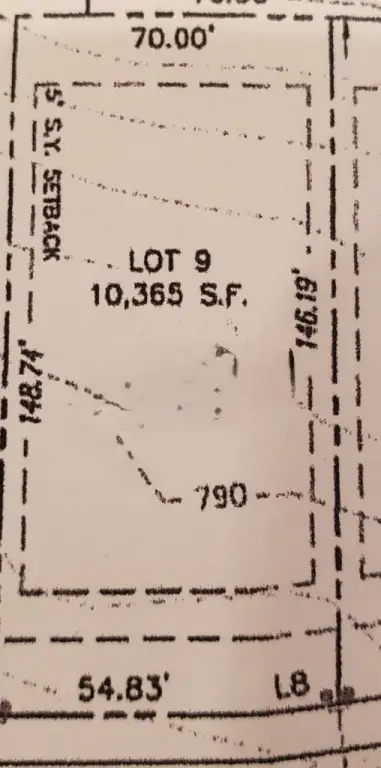 70.00'
5' S.Y. SETBACK
LOT 9
10,365 S.F.
146.19'
148.74'
790
54.83'
L8